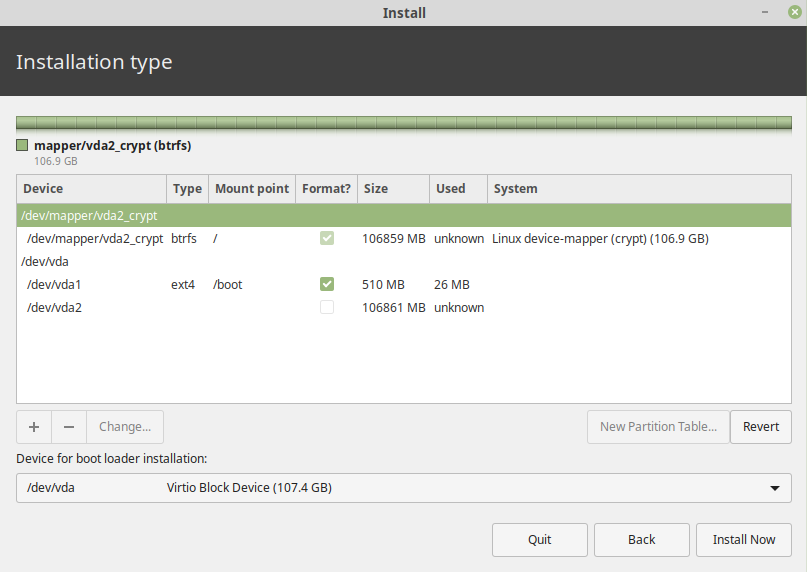 Install
Installation type
mapper/vda2_crypt (btrfs)
106.9 GB
Device Type Mount point Format? Size Used System
/dev/mapper/vda2_crypt
/dev/mapper/vda2_crypt btrfs / 106859 MB unknown Linux device-mapper (crypt) (106.9 GB)
/dev/vda
/dev/vda1 ext4 /boot 510 MB 26 MB
/dev/vda2 106861 MB unknown
+ − Change... New Partition Table... Revert
Device for boot loader installation:
/dev/vda Virtio Block Device (107.4 GB)
Quit Back Install Now